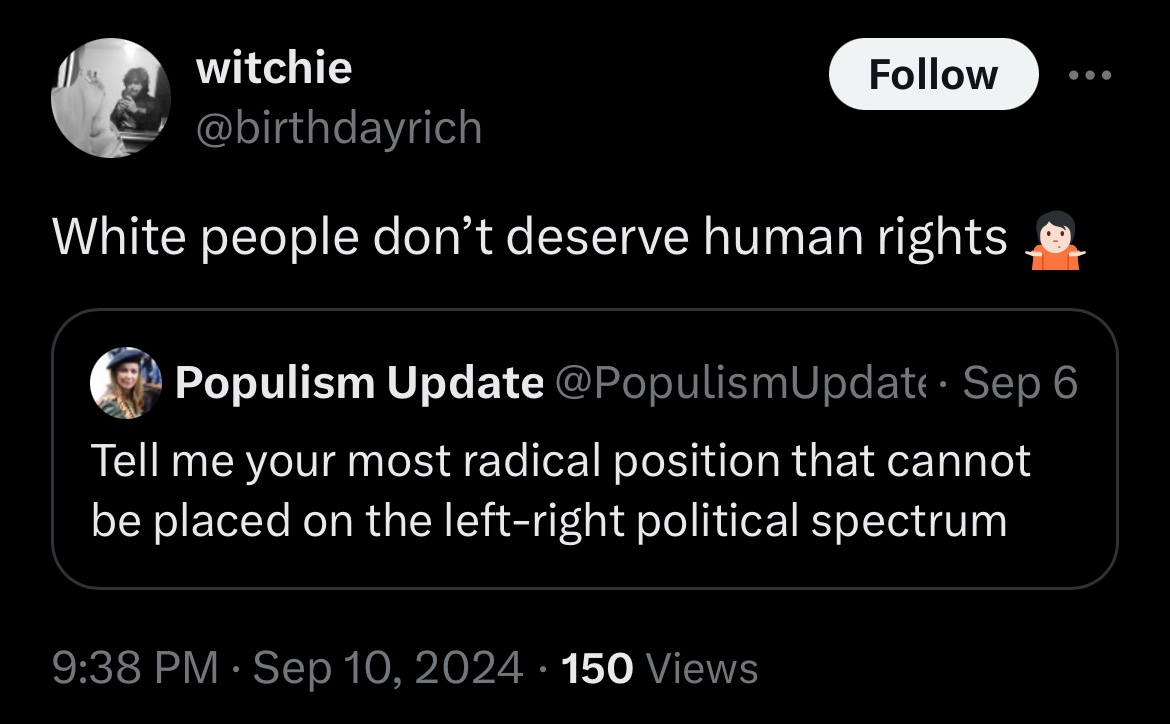 witchie
Follow
@birthdayrich
White people don’t deserve human rights 🤷🏻
Populism Update @PopulismUpdate · Sep 6
Tell me your most radical position that cannot
be placed on the left-right political spectrum
9:38 PM · Sep 10, 2024 · 150 Views